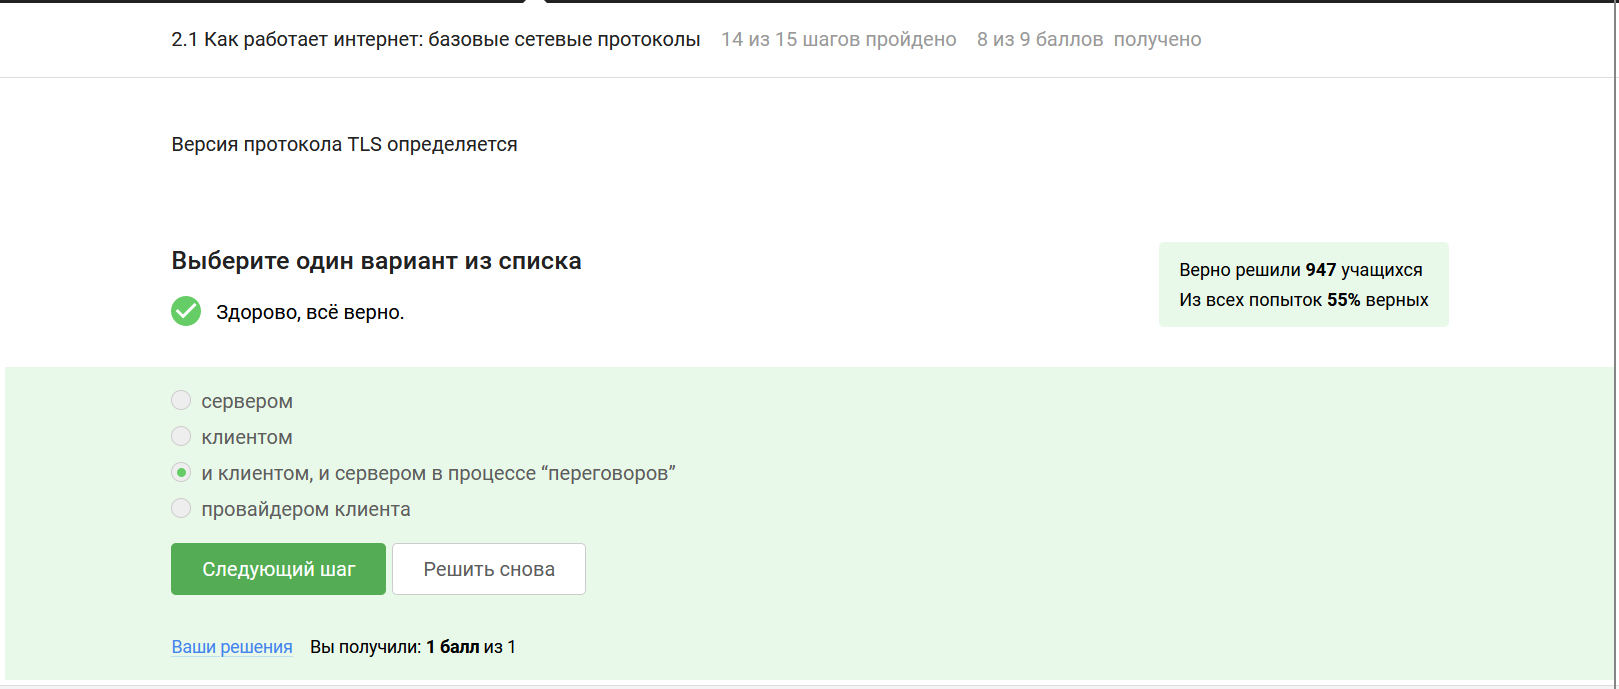 2.1 Как работает интернет: базовые сетевые протоколы 14 из 15 шагов пройдено 8 из 9 баллов получено
Версия протокола TLS определяется
Выберите один вариант из списка
Здорово, всё верно.
Верно решили 947 учащихся
Из всех попыток 55% верных
сервером
клиентом
и клиентом, и сервером в процессе “переговоров”
провайдером клиента
Следующий шаг Решить снова
Ваши решения Вы получили: 1 балл из 1